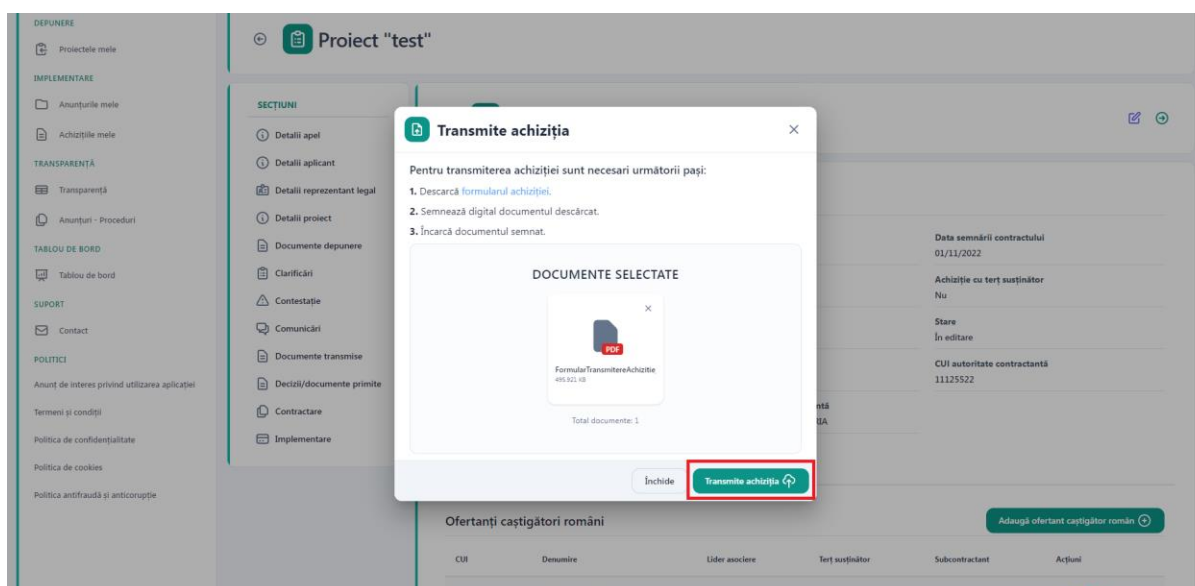 DEPUNERE
Proiectele mele
IMPLEMENTARE
Anunțurile mele
Achizițiile mele
TRANSPARENȚĂ
Transparență
Anunțuri - Proceduri
TABLOU DE BORD
Tablou de bord
SUPORT
Contact
POLITICI
Anunț de interes privind utilizarea aplicației
Termeni și condiții
Politica de confidențialitate
Politica de cookies
Politica antifraudă și anticorupție
Proiect "test"
SECȚIUNI
Detalii apel
Detalii aplicant
Detalii reprezentant legal
Detalii proiect
Documente depunere
Clarificări
Contestație
Comunicări
Documente transmise
Decizii/documente primite
Contractare
Implementare
Transmite achiziția
Pentru transmiterea achiziției sunt necesari următorii pași:
1. Descarcă formularul achiziției.
2. Semnează digital documentul descărcat.
3. Încarcă documentul semnat.
DOCUMENTE SELECTATE
PDF
FormularTransmitereAchizitie
495.921 KB
Total documente: 1
Închide
Transmite achiziția
Data semnării contractului
01/11/2022
Achiziție cu terț susținător
Nu
Stare
În editare
CUI autoritate contractantă
11125522
Ofertanți caștigători români
Adaugă ofertant caștigător român
CUI Denumire Lider asociere Terț susținător Subcontractant Acțiuni